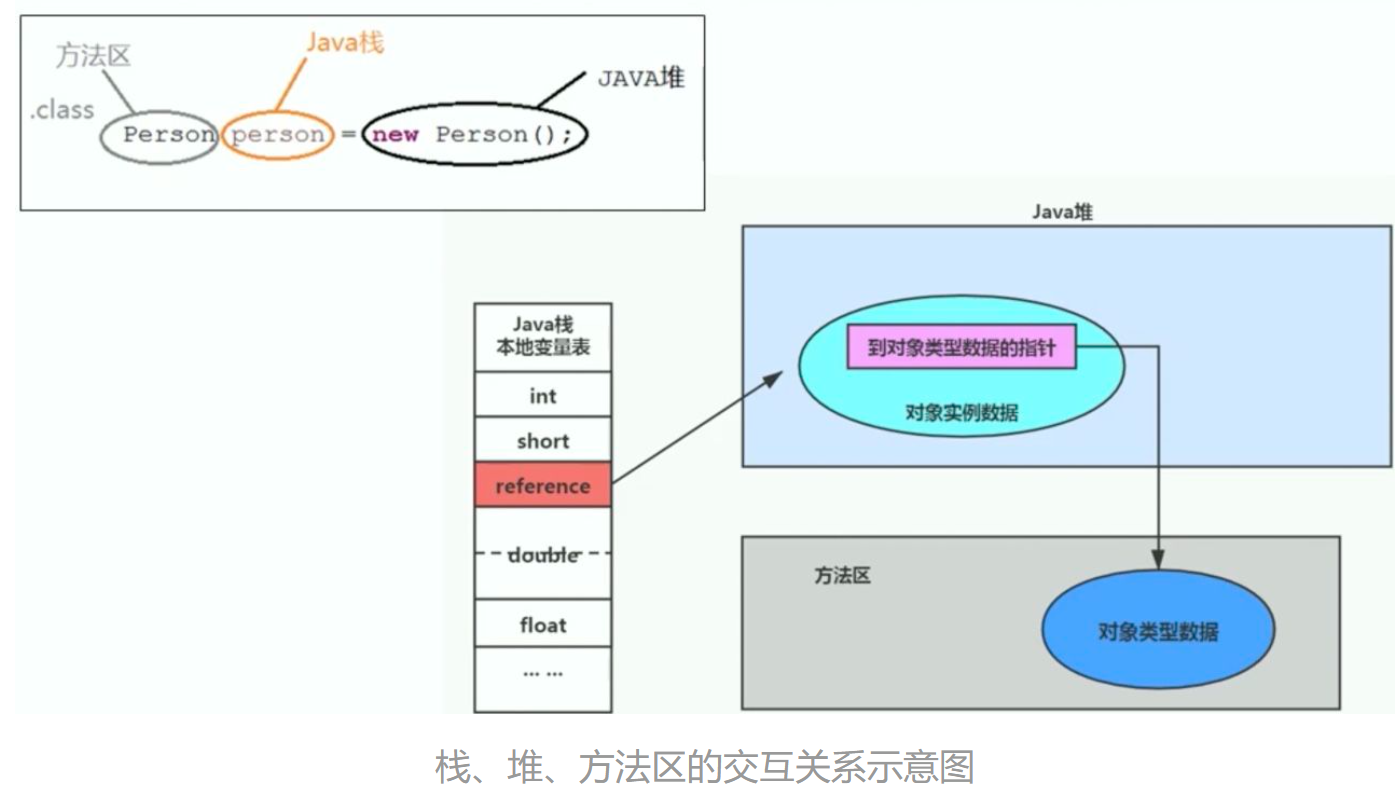 方法区
Java栈
JAVA堆
.class
Person person = new Person();
Java堆
Java栈
本地变量表
int
short
reference
double
float
... ...
到对象类型数据的指针
对象实例数据
方法区
对象类型数据
栈、堆、方法区的交互关系示意图